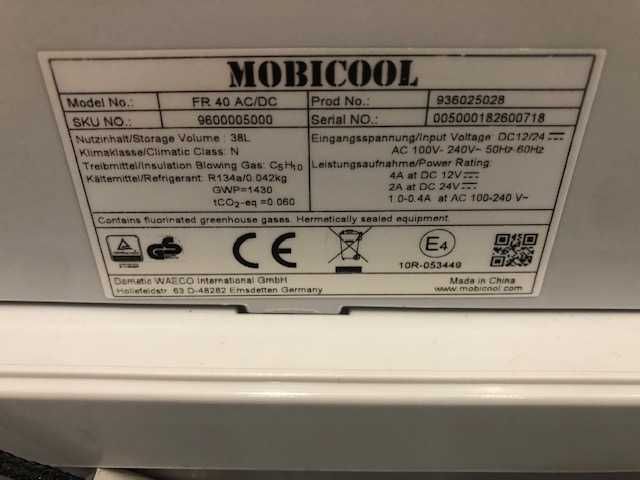 MOBICOOL
Model No.: FR 40 AC/DC Prod No.: 936025028
SKU NO.: 9600005000 Serial NO.: 005000182600718
Nutzinhalt/Storage Volume : 38L
Klimaklasse/Climatic Class: N
Treibmittel/Insulation Blowing Gas: C5H10
Kältemittel/Refrigerant: R134a/0.042kg
GWP=1430
tCO2-eq =0.060
Eingangsspannung/Input Voltage: DC12/24
AC 100V- 240V~ 50Hz-60Hz
Leistungsaufnahme/Power Rating:
4A at DC 12V
2A at DC 24V
1.0-0.4A at AC 100-240 V~
Contains fluorinated greenhouse gases. Hermetically sealed equipment.
GS
CE
E4
10R-053449
Dometic WAECO International GmbH
Hollefeldstr. 63 D-48282 Emsdetten Germany
Made in China
www.mobicool.com